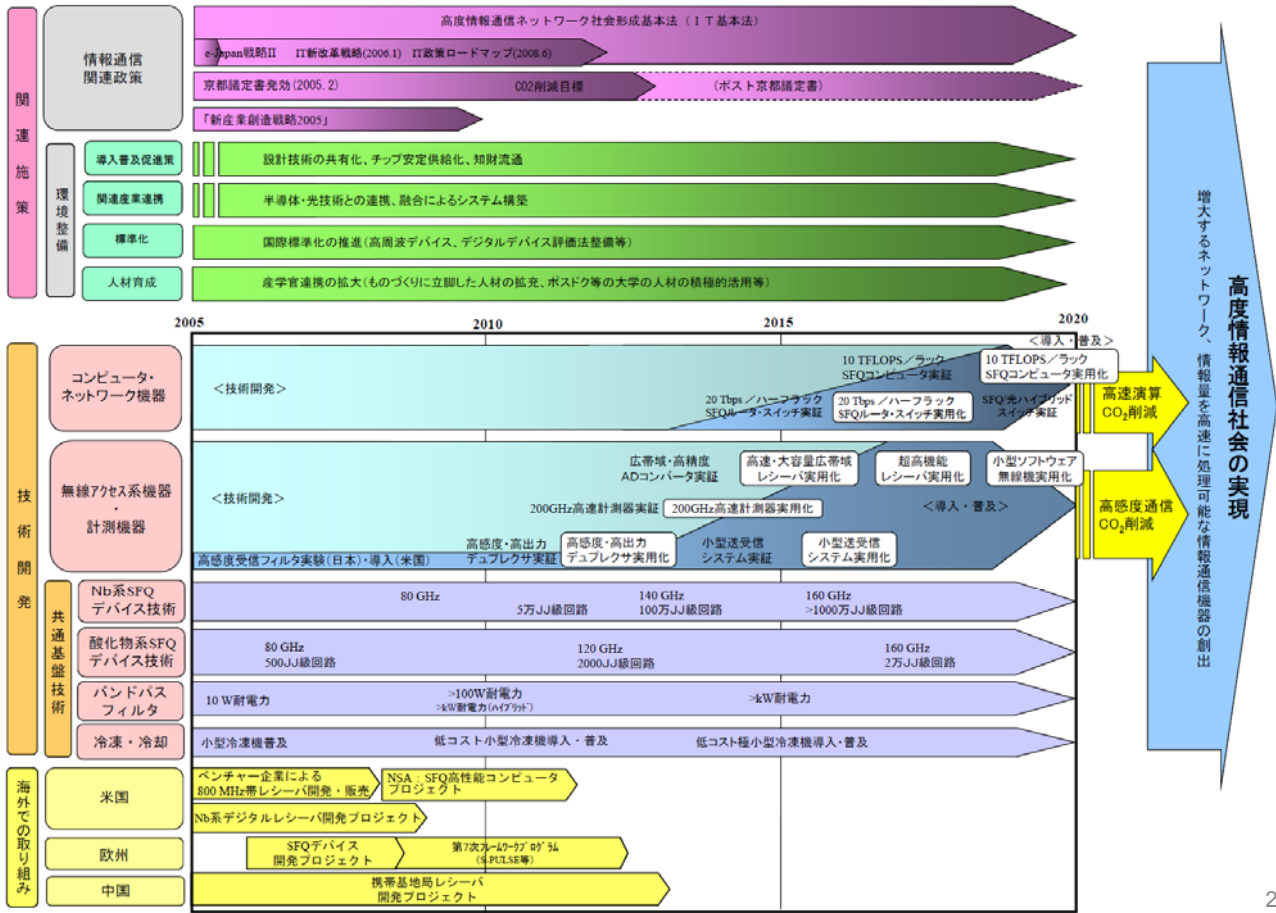 関連施策
情報通信
関連政策
高度情報通信ネットワーク社会形成基本法（ＩＴ基本法）
e-Japan戦略II　IT新改革戦略(2006.1)　IT政策ロードマップ(2008.6)
京都議定書発効(2005.2)　CO2削減目標　(ポスト京都議定書)
「新産業創造戦略2005」
環境整備
導入普及促進策
設計技術の共有化、チップ安定供給化、知財流通
関連産業連携
半導体・光技術との連携、融合によるシステム構築
標準化
国際標準化の推進(高周波デバイス、デジタルデバイス評価法整備等)
人材育成
産学官連携の拡大(ものづくりに立脚した人材の拡充、ポスドク等の大学の人材の積極的活用等)
2005　2010　2015　2020
技術開発
コンピュータ・
ネットワーク機器
＜技術開発＞
＜導入・普及＞
10 TFLOPS／ラック
SFQコンピュータ実証
10 TFLOPS／ラック
SFQコンピュータ実用化
20 Tbps ／ハーフラック
SFQルータ・スイッチ実証
20 Tbps ／ハーフラック
SFQルータ・スイッチ実用化
SFQ/光ハイブリッド
スイッチ実証
高速演算
CO2削減
無線アクセス系機器
・
計測機器
＜技術開発＞
広帯域・高精度
ADコンバータ実証
高速・大容量広帯域
レシーバ実用化
超高機能
レシーバ実用化
小型ソフトウェア
無線機実用化
200GHz高速計測器実証
200GHz高速計測器実用化
＜導入・普及＞
高感度・高出力
デュプレクサ実証
高感度・高出力
デュプレクサ実用化
小型送受信
システム実証
小型送受信
システム実用化
高感度受信フィルタ実験(日本)・導入(米国)
高感度通信
CO2削減
共通基盤技術
Nb系SFQ
デバイス技術
80 GHz　140 GHz　160 GHz
5万JJ級回路　100万JJ級回路　>1000万JJ級回路
酸化物系SFQ
デバイス技術
80 GHz　120 GHz　160 GHz
500JJ級回路　2000JJ級回路　2万JJ級回路
バンドパス
フィルタ
10 W耐電力
>100W耐電力
>kW耐電力(ハイブリッド)
>kW耐電力
冷凍・冷却
小型冷凍機普及　低コスト小型冷凍機導入・普及　低コスト極小型冷凍機導入・普及
海外での取り組み
米国
ベンチャー企業による
800 MHz帯レシーバ開発・販売
NSA：SFQ高性能コンピュータ
プロジェクト
Nb系デジタルレシーバ開発プロジェクト
欧州
SFQデバイス
開発プロジェクト
第7次フレームワークプログラム
(S-PULSE等)
中国
携帯基地局レシーバ
開発プロジェクト
高度情報通信社会の実現
増大するネットワーク、情報量を高速に処理可能な情報通信機器の創出
2